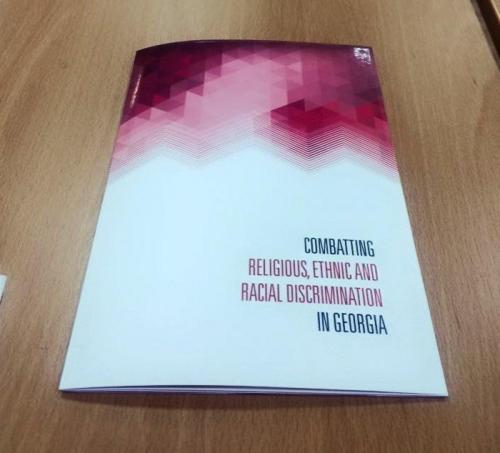 COMBATTING
RELIGIOUS, ETHNIC AND
RACIAL DISCRIMINATION
IN GEORGIA